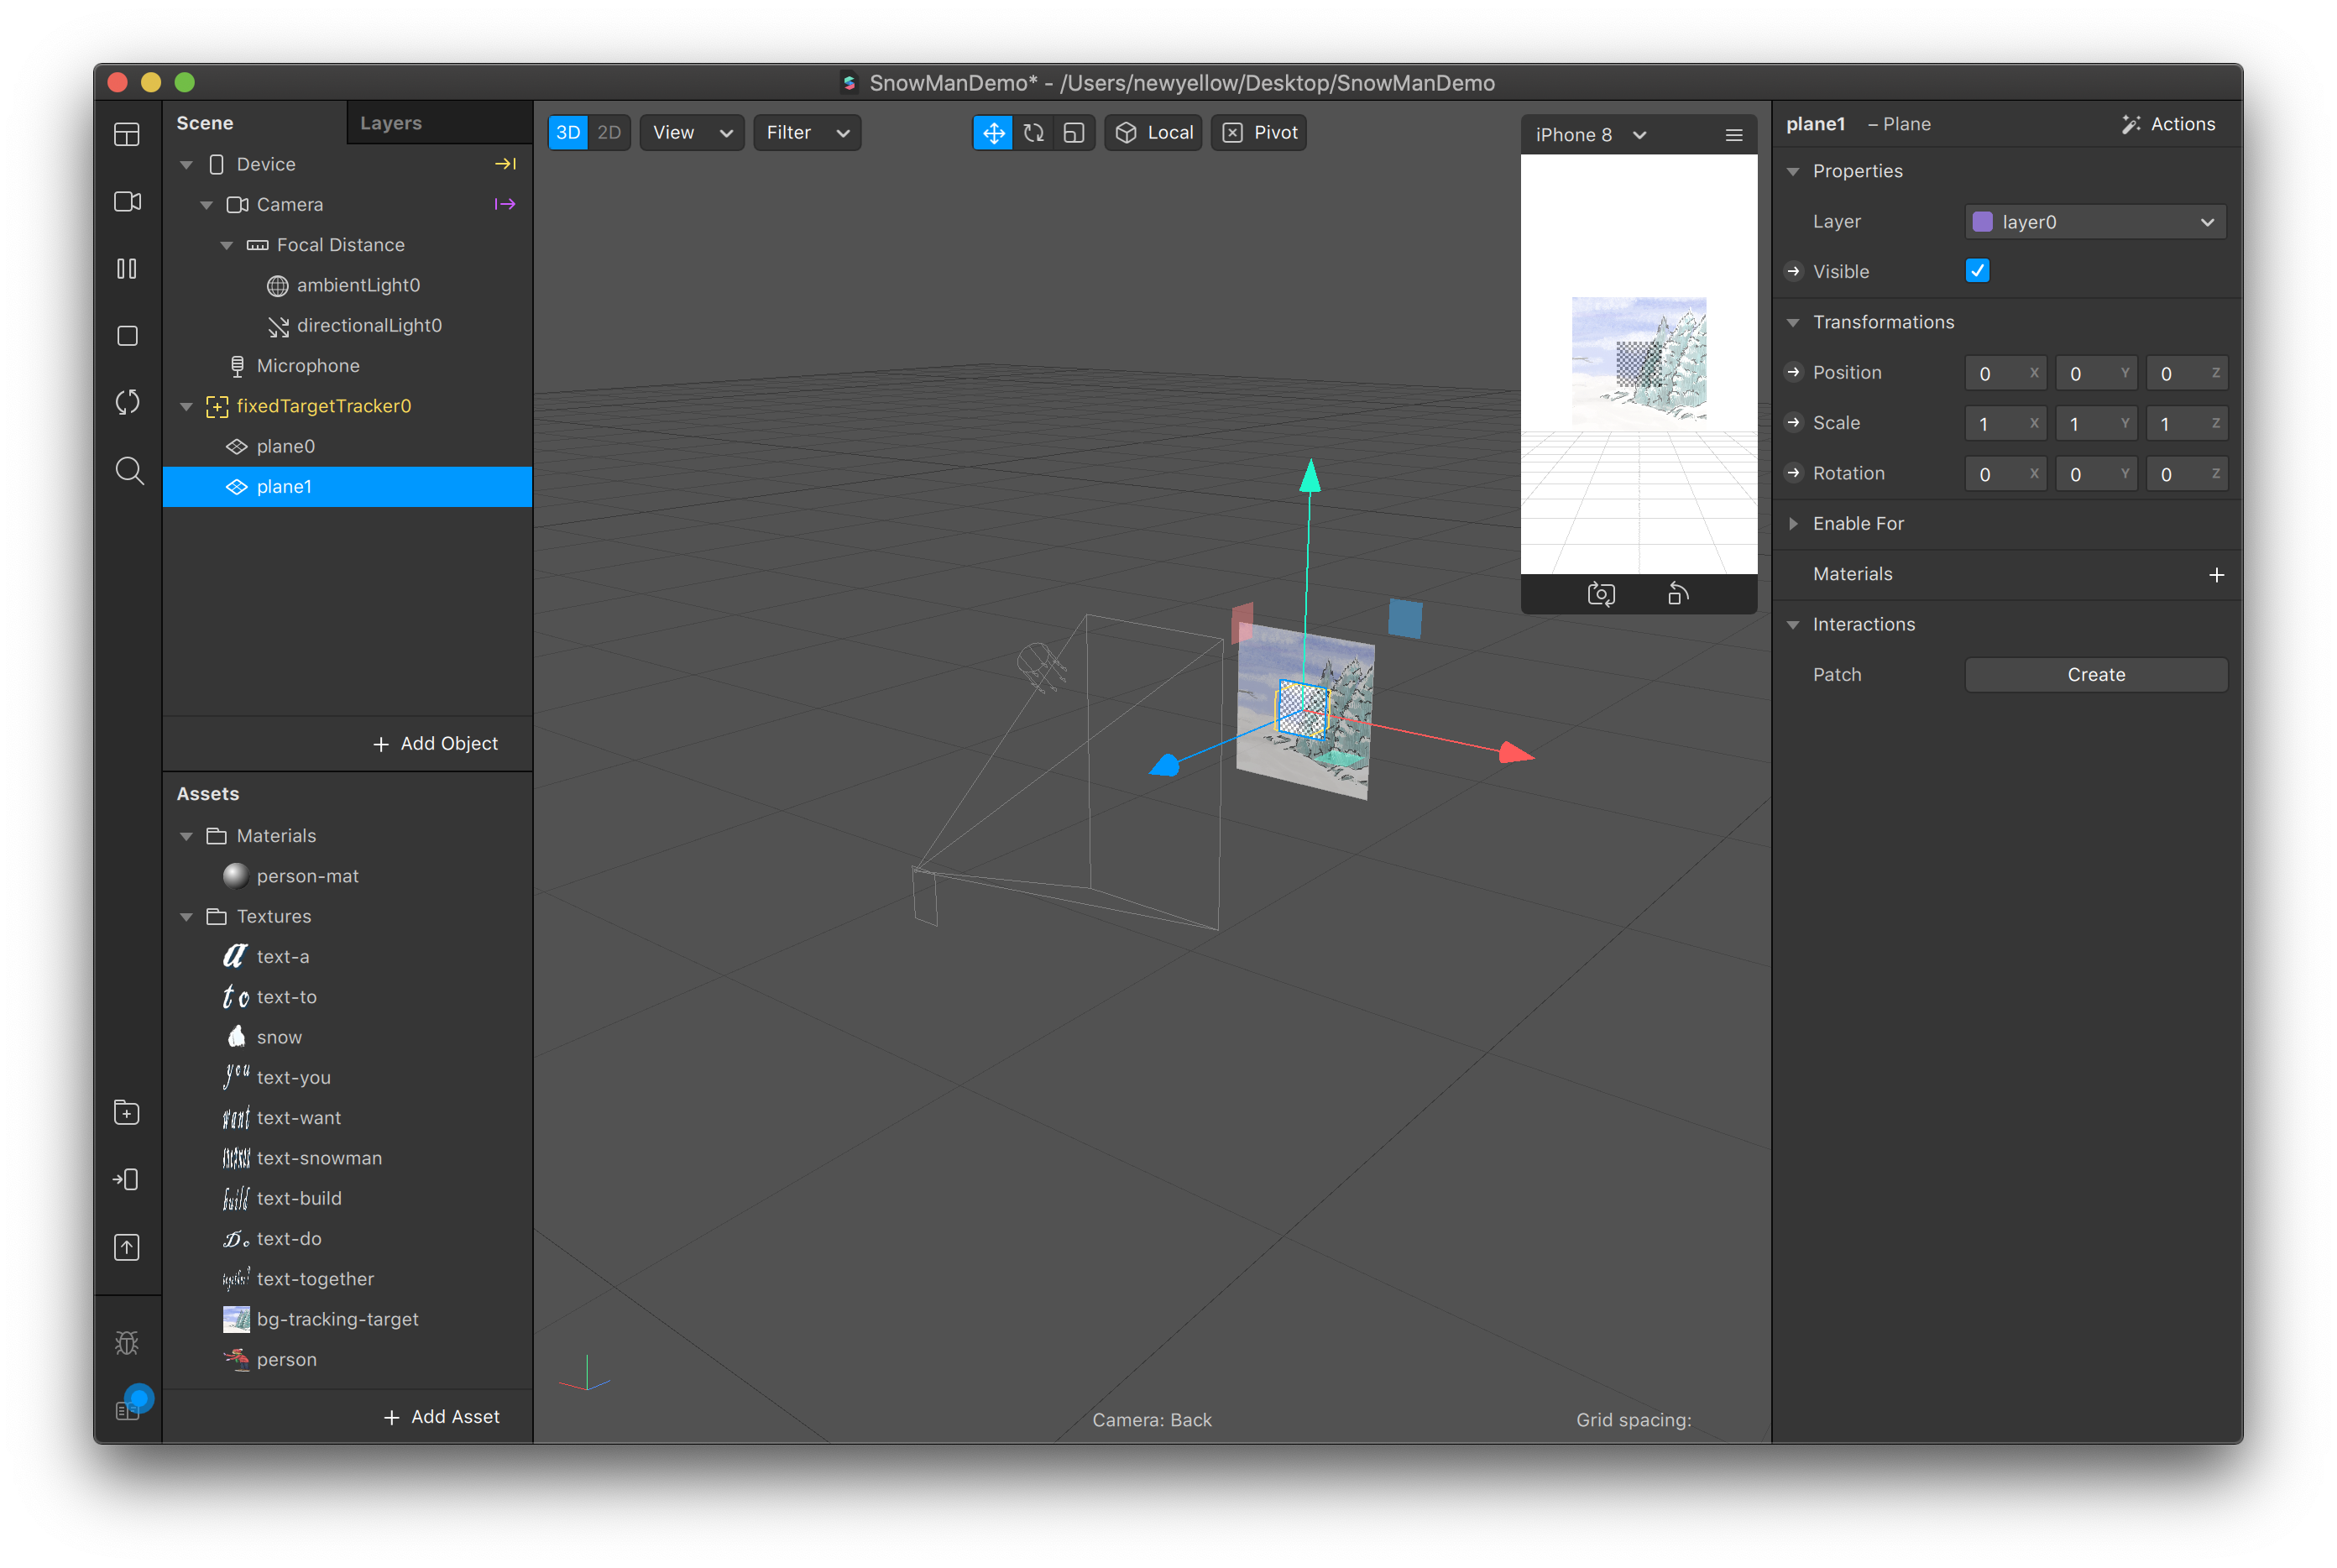 SnowManDemo* - /Users/newyellow/Desktop/SnowManDemo
Scene
Layers
Device
Camera
Focal Distance
ambientLight0
directionalLight0
Microphone
fixedTargetTracker0
plane0
plane1
+ Add Object
Assets
Materials
person-mat
Textures
text-a
text-to
snow
text-you
text-want
text-snowman
text-build
text-do
text-together
bg-tracking-target
person
+ Add Asset
3D 2D View Filter Local Pivot
iPhone 8
Camera: Back
Grid spacing:
plane1 – Plane Actions
Properties
Layer layer0
Visible
Transformations
Position 0 X 0 Y 0 Z
Scale 1 X 1 Y 1 Z
Rotation 0 X 0 Y 0 Z
Enable For
Materials +
Interactions
Patch Create